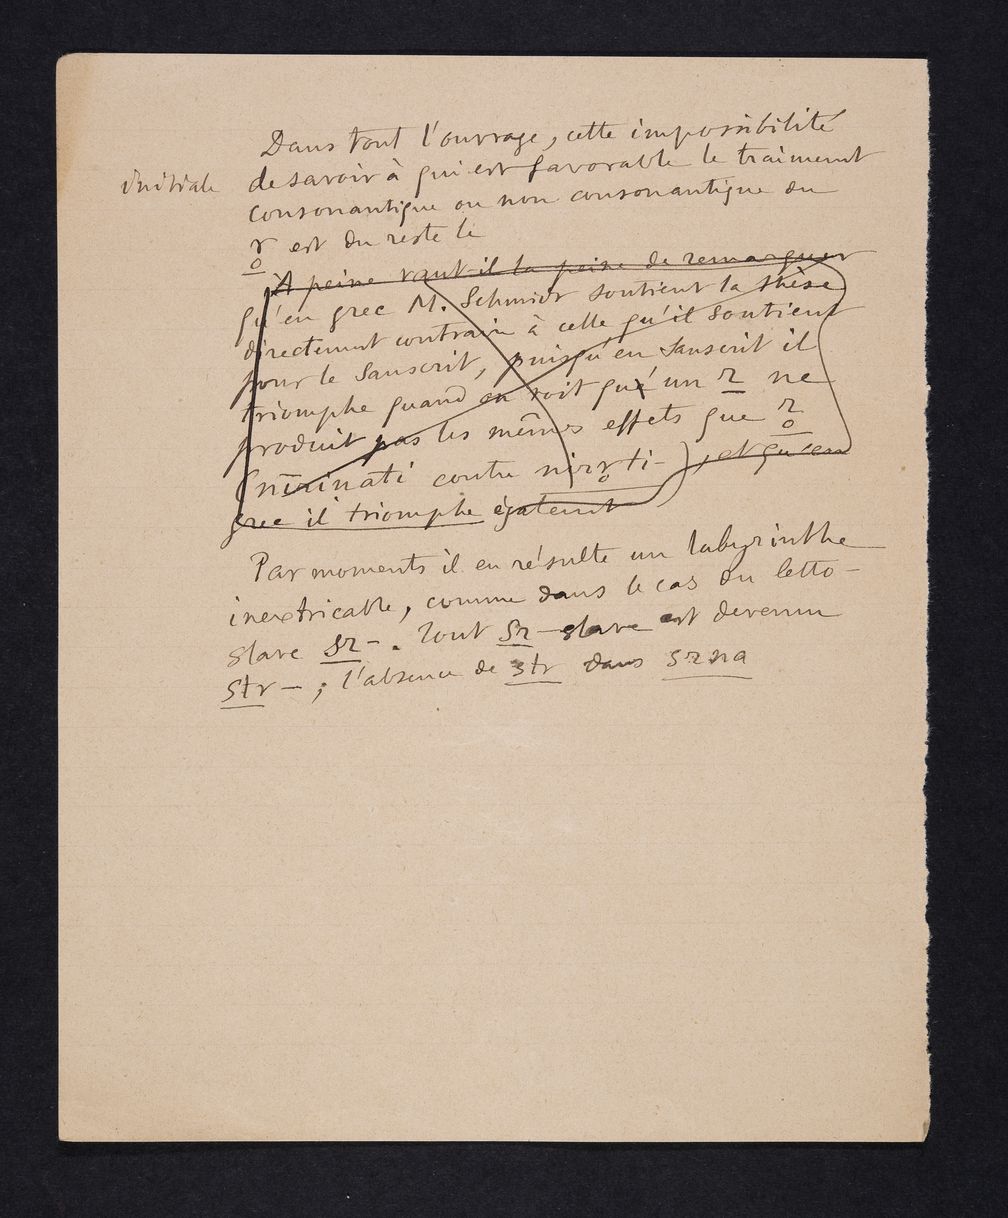 Dans tout l'ouvrage, cette impossibilité
initiale de savoir à qui est favorable le traiment
consonantique ou non consonantique du
r̥ est du reste le
A peine vaut-il la peine de remarquer
qu'en grec M. Schmidt soutient la thèse
directement contraire à celle qu'il soutient
pour le Sanscrit, puisqu'en Sanscrit il
triomphe quand on voit qu'un r ne
produit pas les mêmes effets que r̥
(nirinati contre nirr̥ti-), et qu'en
grec il triomphe également
Par moments il en résulte un labyrinthe
inextricable, comme dans le cas du letto-
slave sr-. Tout sr- slave est devenu
str-; l'absence de str dans srna